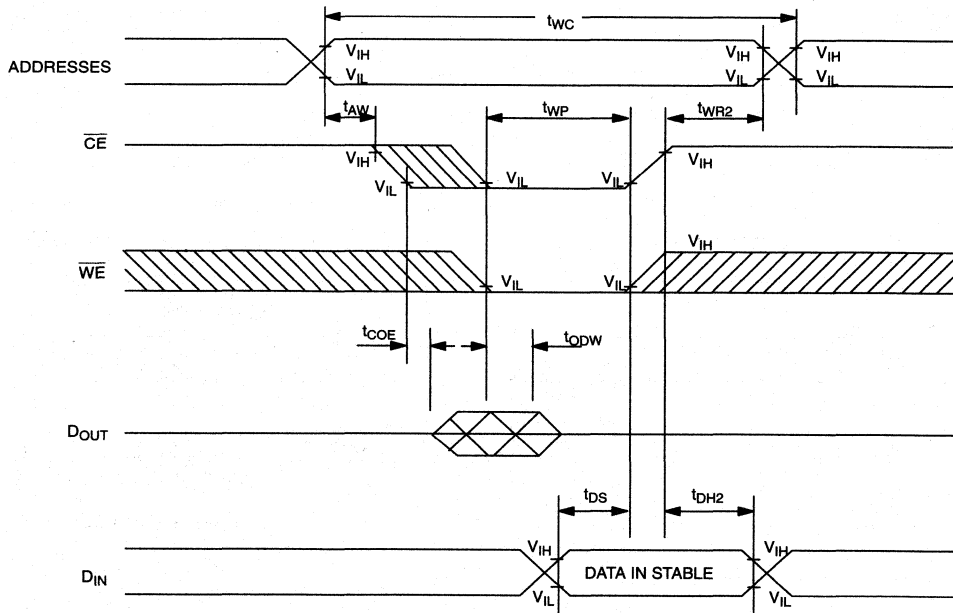 tWC
ADDRESSES
VIH
VIL
VIH
VIL
VIH
VIL
tAW
tWP
tWR2
CE
VIH
VIL
VIL
VIL
VIH
WE
VIL
VIL
VIH
tCOE
tODW
DOUT
tDS
tDH2
DIN
VIH
VIL
DATA IN STABLE
VIH
VIL